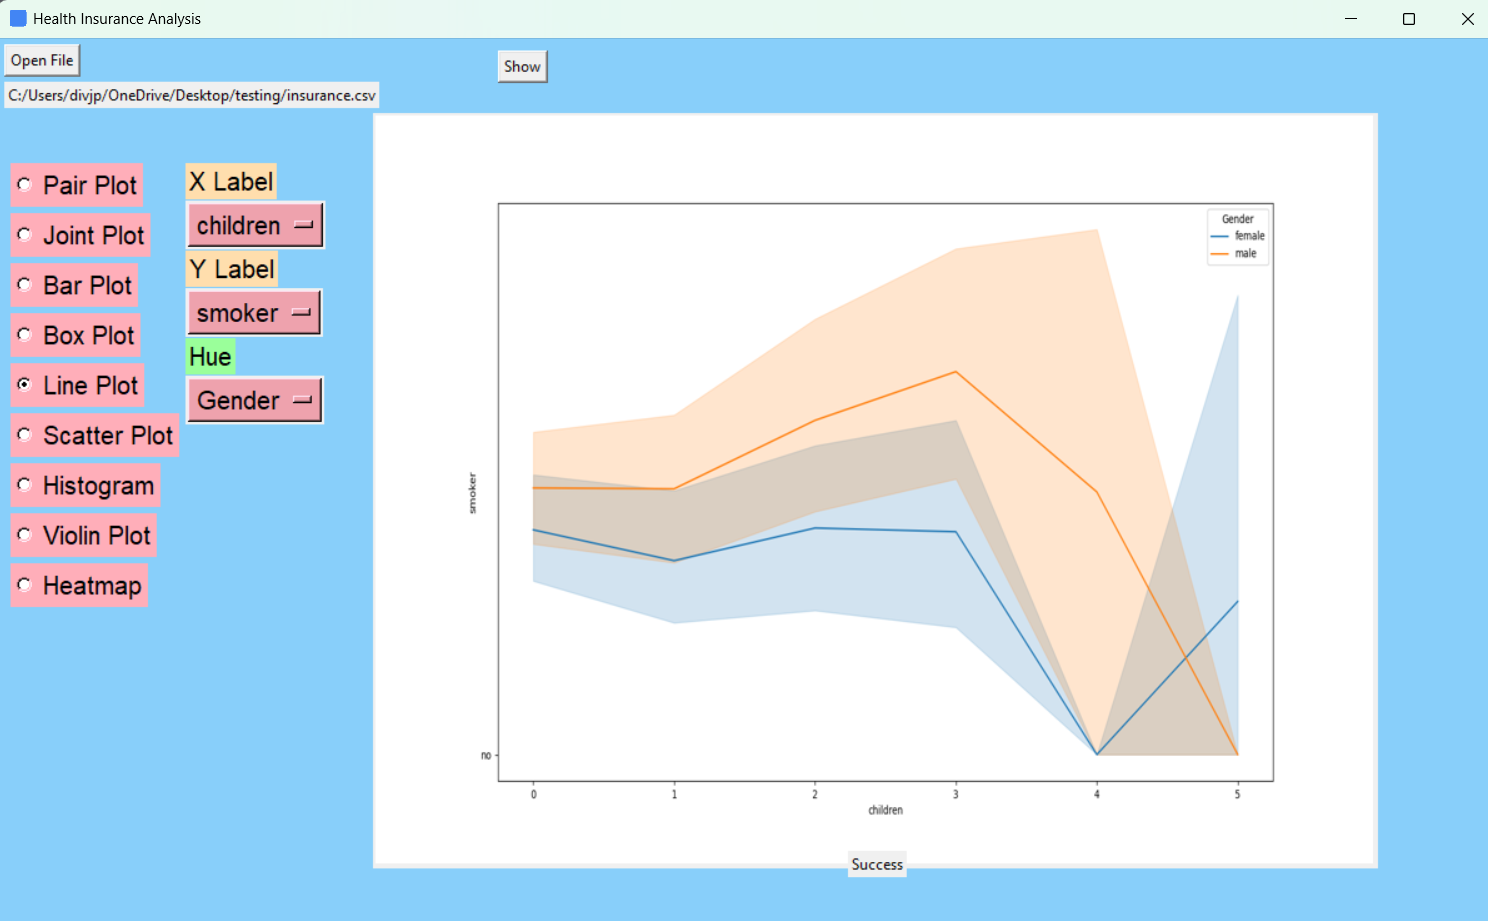 Health Insurance Analysis
Open File
Show
C:/Users/divjp/OneDrive/Desktop/testing/insurance.csv
Pair Plot
Joint Plot
Bar Plot
Box Plot
Line Plot
Scatter Plot
Histogram
Violin Plot
Heatmap
X Label
children
Y Label
smoker
Hue
Gender
Gender
female
male
smoker
no
0 1 2 3 4 5
children
Success